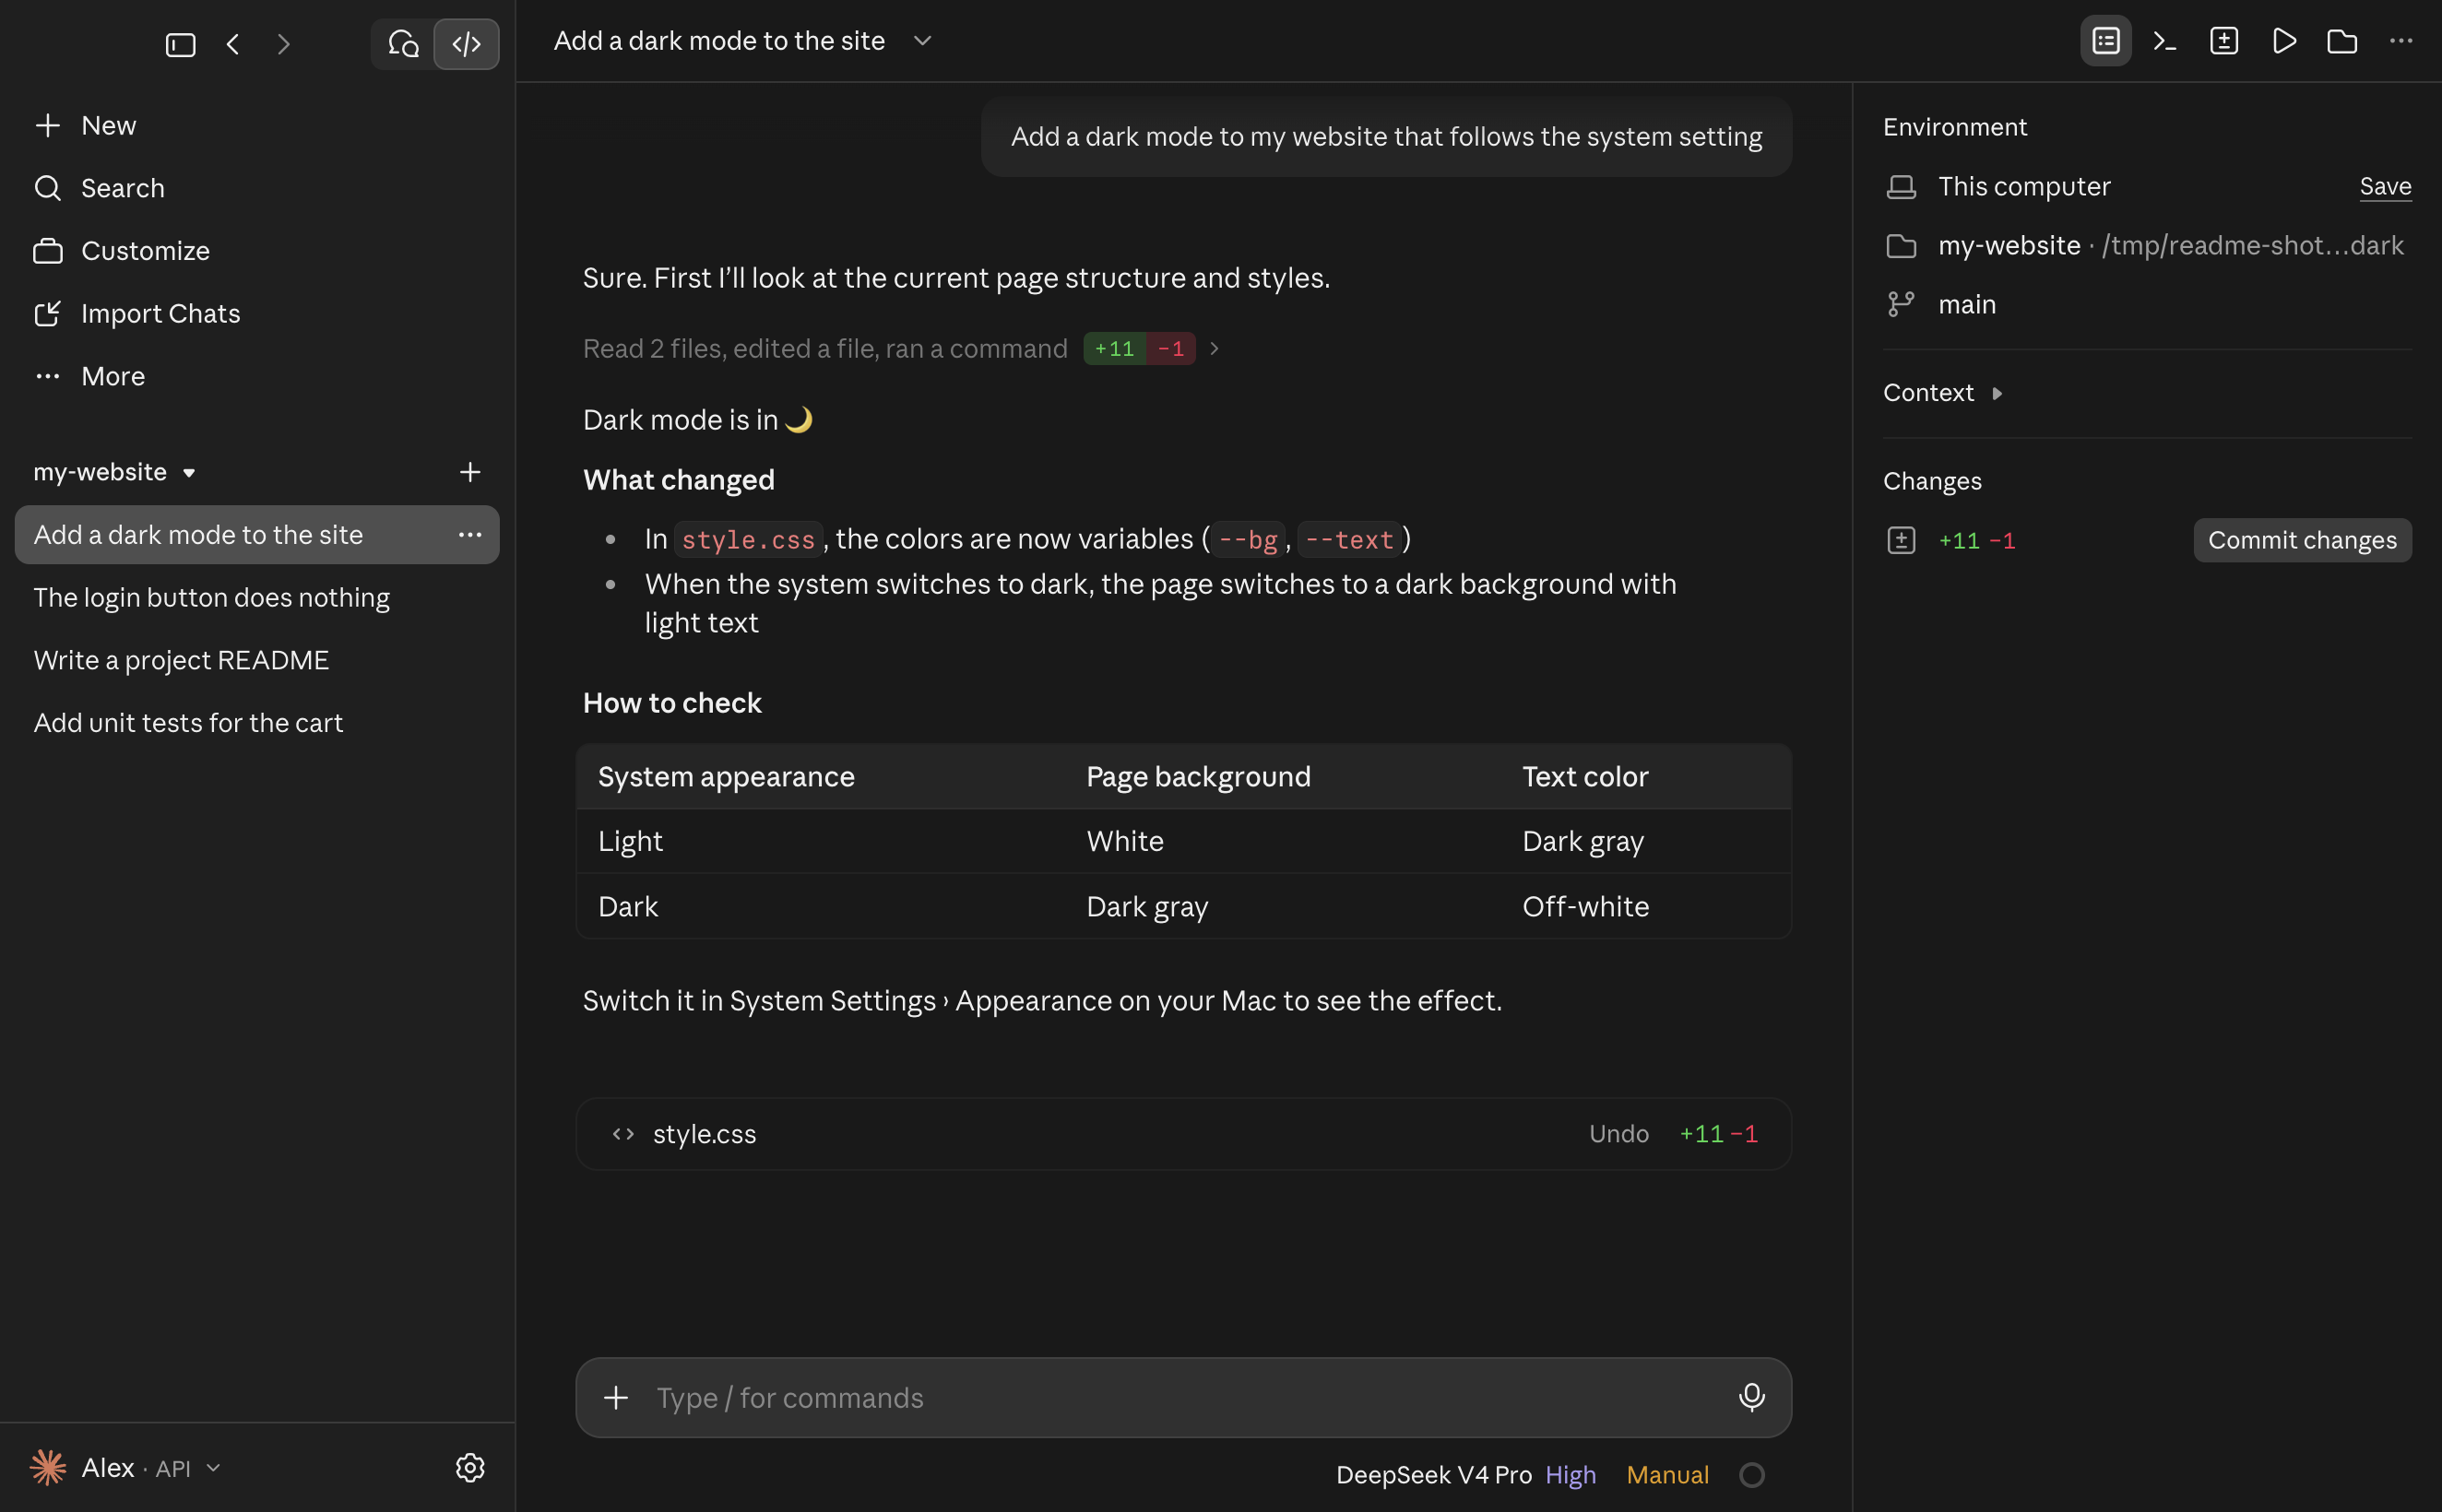 Add a dark mode to the site
New
Search
Customize
Import Chats
More
my-website
Add a dark mode to the site
The login button does nothing
Write a project README
Add unit tests for the cart
Alex · API
Add a dark mode to my website that follows the system setting
Sure. First I’ll look at the current page structure and styles.
Read 2 files, edited a file, ran a command +11 −1
Dark mode is in 🌙
What changed
In style.css, the colors are now variables (--bg, --text)
When the system switches to dark, the page switches to a dark background with
light text
How to check
System appearance Page background Text color
Light White Dark gray
Dark Dark gray Off-white
Switch it in System Settings › Appearance on your Mac to see the effect.
style.css Undo +11 −1
Type / for commands
DeepSeek V4 Pro High Manual
Environment
This computer Save
my-website · /tmp/readme-shot…dark
main
Context
Changes
+11 −1 Commit changes